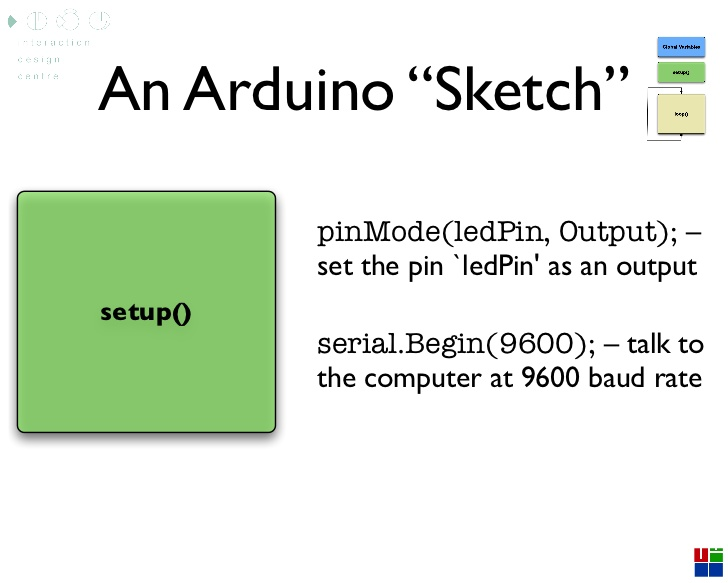 interaction
design
centre
An Arduino “Sketch”
Global Variables
setup()
loop()
setup()
pinMode(ledPin, Output); –
set the pin `ledPin' as an output
serial.Begin(9600); – talk to
the computer at 9600 baud rate